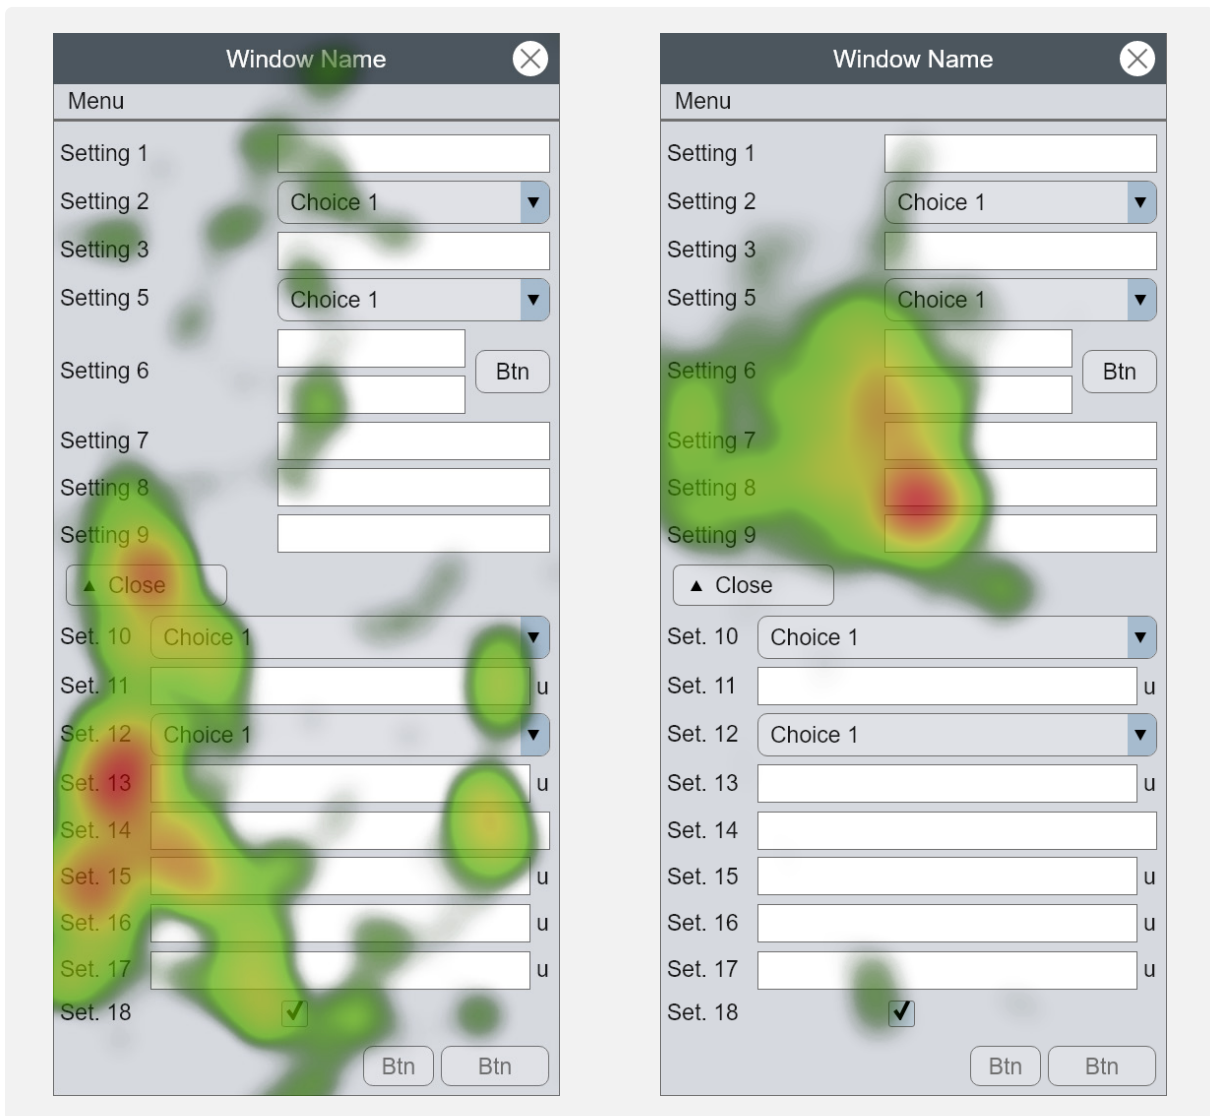 Window Name
Menu
Setting 1
Setting 2 Choice 1 ▼
Setting 3
Setting 5 Choice 1 ▼
Setting 6 Btn
Setting 7
Setting 8
Setting 9
▲ Close
Set. 10 Choice 1 ▼
Set. 11 u
Set. 12 Choice 1 ▼
Set. 13 u
Set. 14
Set. 15 u
Set. 16 u
Set. 17 u
Set. 18
Btn Btn
Window Name
Menu
Setting 1
Setting 2 Choice 1 ▼
Setting 3
Setting 5 Choice 1 ▼
Setting 6 Btn
Setting 7
Setting 8
Setting 9
▲ Close
Set. 10 Choice 1 ▼
Set. 11 u
Set. 12 Choice 1 ▼
Set. 13 u
Set. 14
Set. 15 u
Set. 16 u
Set. 17 u
Set. 18
Btn Btn